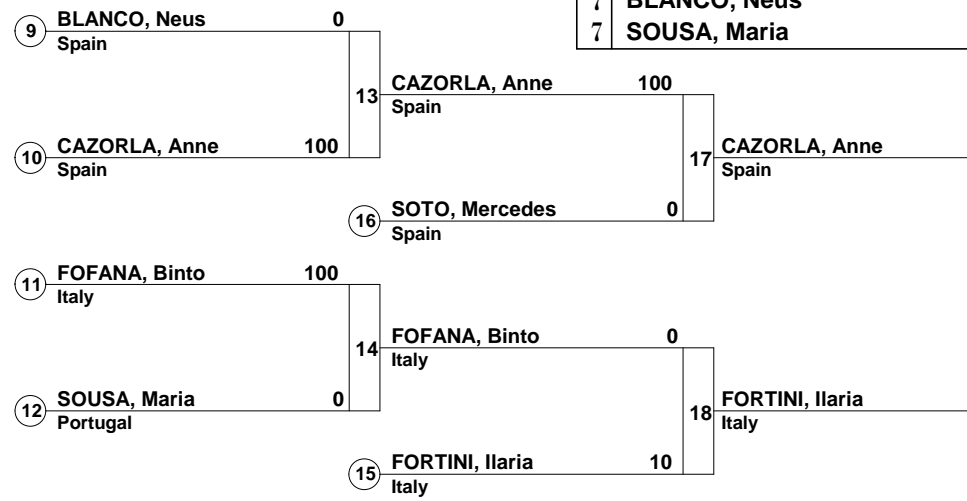 7 BLANCO, Neus
7 SOUSA, Maria
9 BLANCO, Neus 0
Spain
13 CAZORLA, Anne 100
Spain
10 CAZORLA, Anne 100
Spain
17 CAZORLA, Anne
Spain
16 SOTO, Mercedes 0
Spain
11 FOFANA, Binto 100
Italy
14 FOFANA, Binto 0
Italy
12 SOUSA, Maria 0
Portugal
18 FORTINI, Ilaria
Italy
15 FORTINI, Ilaria 10
Italy